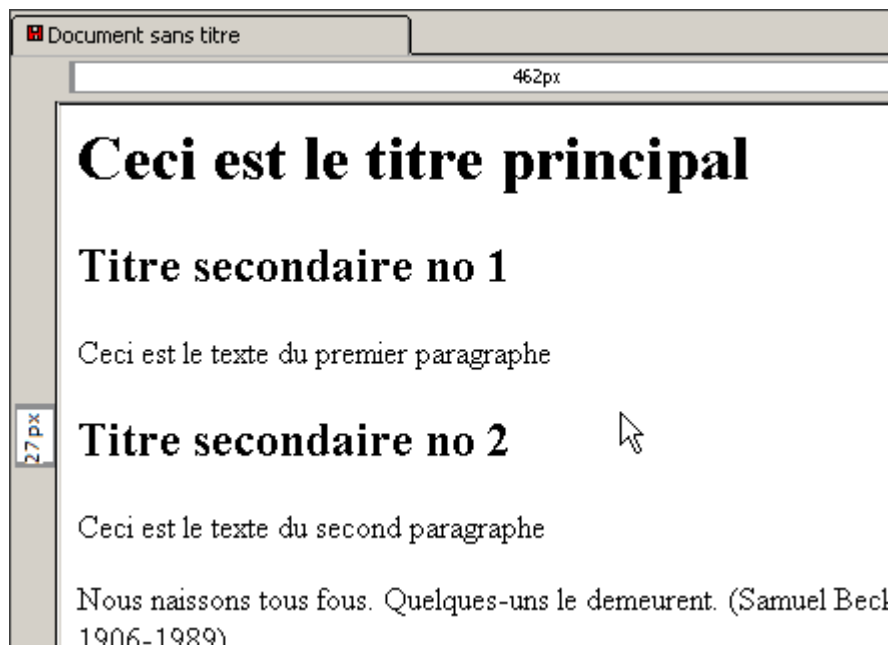 Document sans titre
462px
Ceci est le titre principal
Titre secondaire no 1
Ceci est le texte du premier paragraphe
27px
Titre secondaire no 2
Ceci est le texte du second paragraphe
Nous naissons tous fous. Quelques-uns le demeurent. (Samuel
1906-1989)